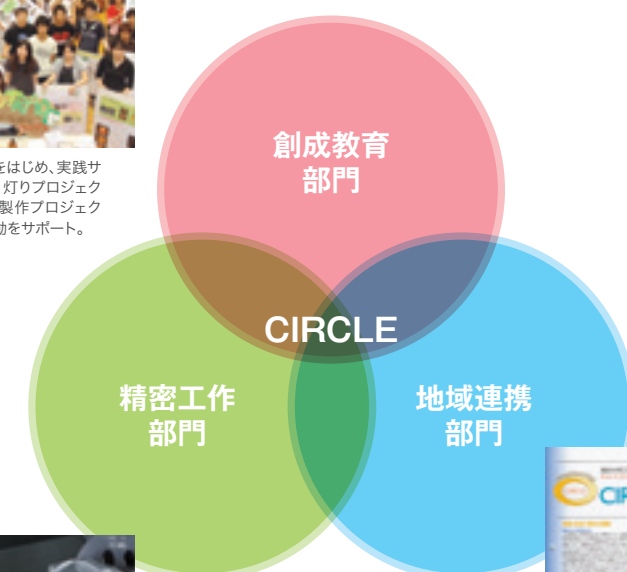 をはじめ、実践サ
灯りプロジェク
製作プロジェク
動をサポート。
創成教育
部門
CIRCLE
精密工作
部門
地域連携
部門